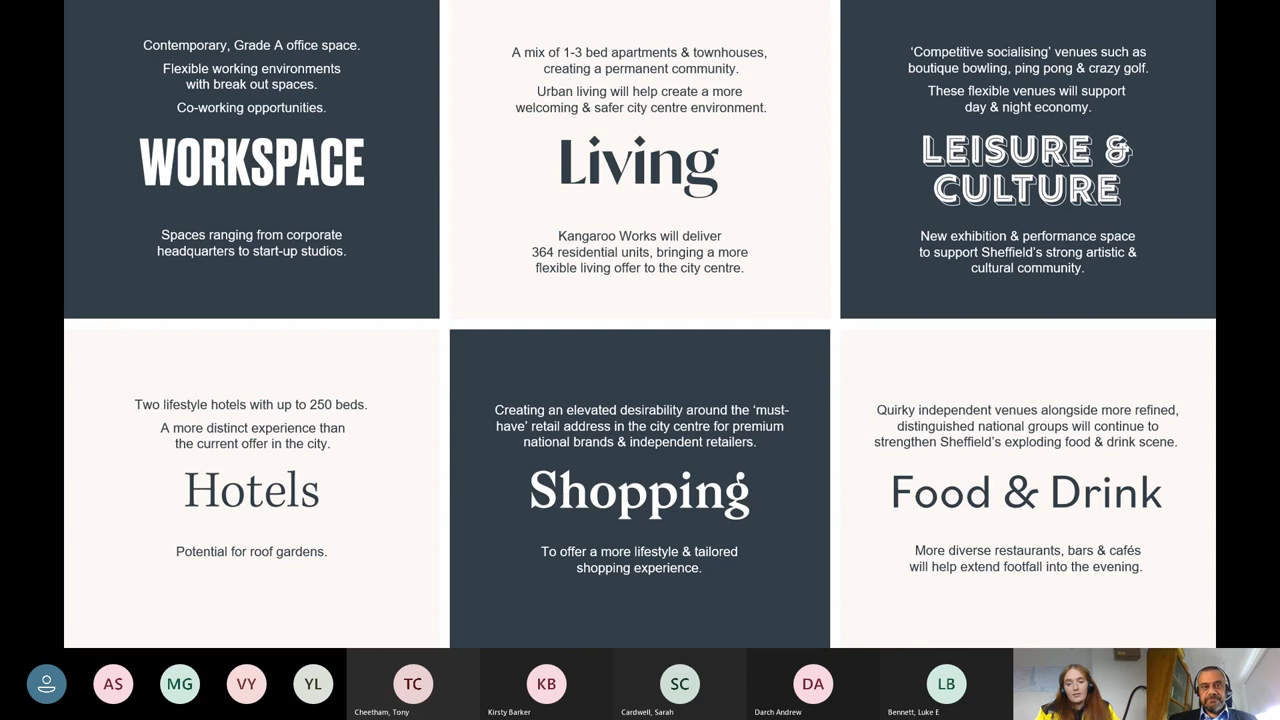 Contemporary, Grade A office space.
Flexible working environments
with break out spaces.
Co-working opportunities.
WORKSPACE
Spaces ranging from corporate
headquarters to start-up studios.
A mix of 1-3 bed apartments & townhouses,
creating a permanent community.
Urban living will help create a more
welcoming & safer city centre environment.
Living
Kangaroo Works will deliver
364 residential units, bringing a more
flexible living offer to the city centre.
‘Competitive socialising’ venues such as
boutique bowling, ping pong & crazy golf.
These flexible venues will support
day & night economy.
LEISURE &
CULTURE
New exhibition & performance space
to support Sheffield’s strong artistic &
cultural community.
Two lifestyle hotels with up to 250 beds.
A more distinct experience than
the current offer in the city.
Hotels
Potential for roof gardens.
Creating an elevated desirability around the ‘must-
have’ retail address in the city centre for premium
national brands & independent retailers.
Shopping
To offer a more lifestyle & tailored
shopping experience.
Quirky independent venues alongside more refined,
distinguished national groups will continue to
strengthen Sheffield’s exploding food & drink scene.
Food & Drink
More diverse restaurants, bars & cafés
will help extend footfall into the evening.
AS
MG
VY
YL
TC
Cheetham, Tony
KB
Kirsty Barker
SC
Cardwell, Sarah
DA
Darch Andrew
LB
Bennett, Luke E